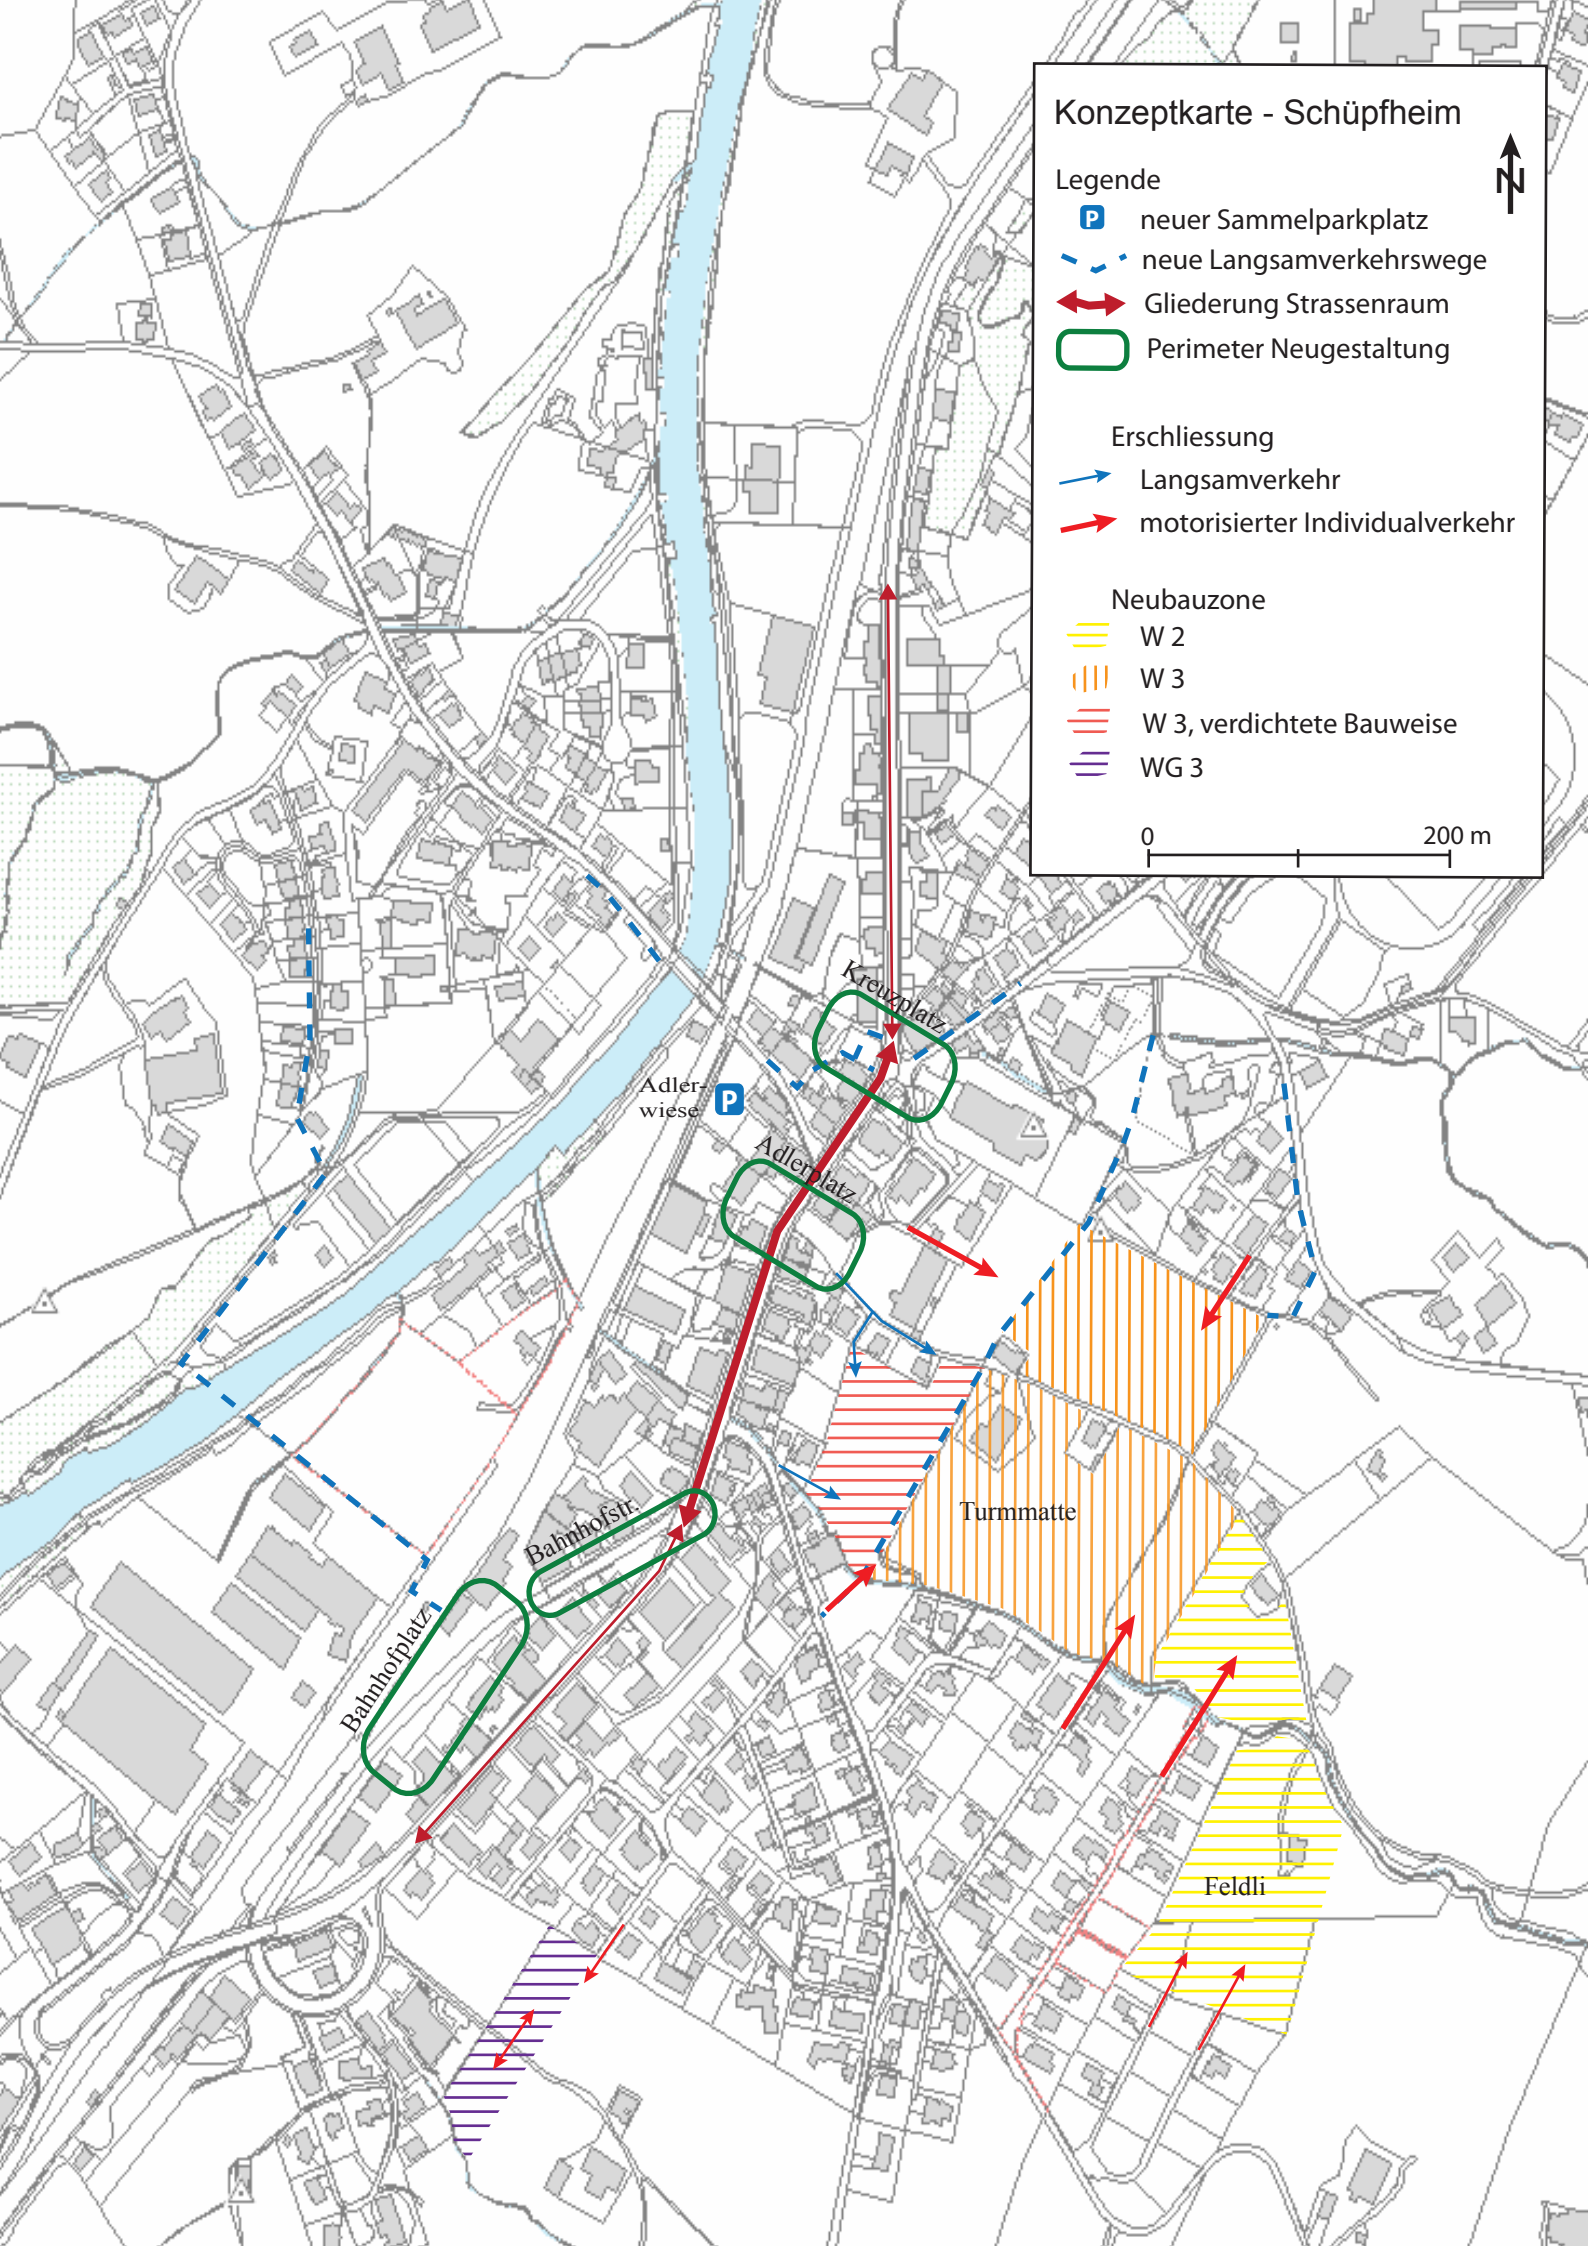 Konzeptkarte - Schüpfheim
N
Legende
P neuer Sammelparkplatz
neue Langsamverkehrswege
Gliederung Strassenraum
Perimeter Neugestaltung
Erschliessung
Langsamverkehr
motorisierter Individualverkehr
Neubauzone
W 2
W 3
W 3, verdichtete Bauweise
WG 3
0 200 m
Kreuzplatz
Adler-
wiese
P
Adlerplatz
Turmmatte
Bahnhofstr.
Bahnhofplatz
Feldli